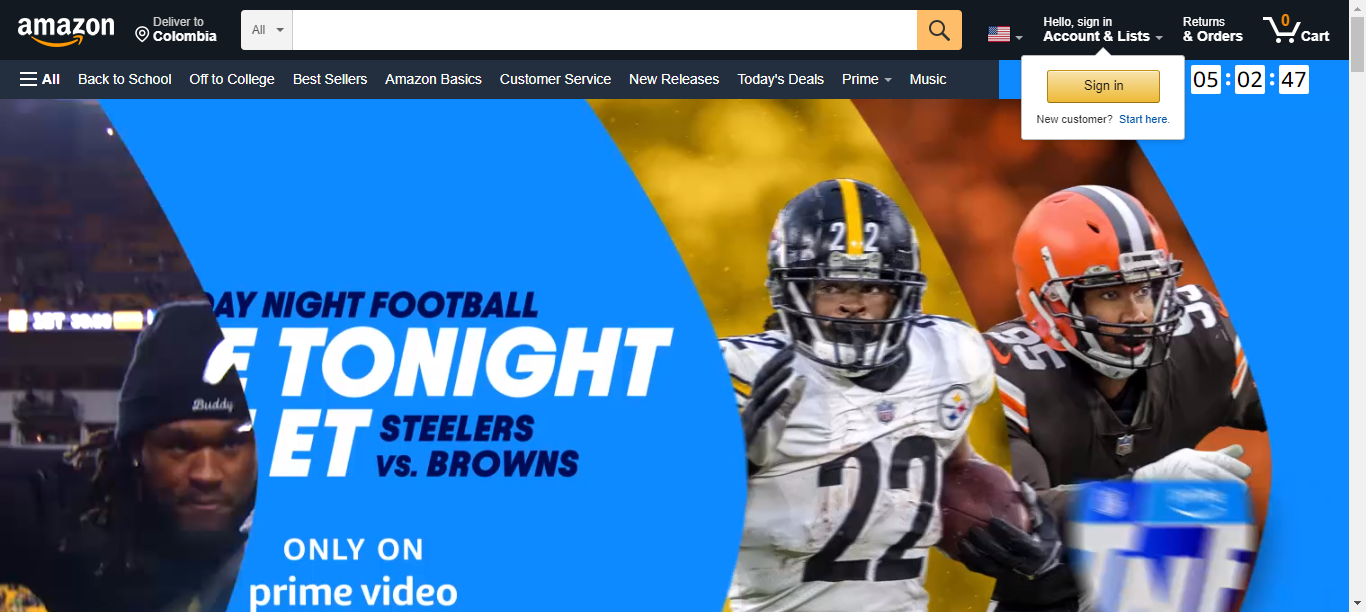 amazon
Deliver to
Colombia
All
Hello, sign in
Account & Lists
Returns
& Orders
0
Cart
All
Back to School
Off to College
Best Sellers
Amazon Basics
Customer Service
New Releases
Today's Deals
Prime
Music
Sign in
New customer? Start here.
05 : 02 : 47
22
DAY NIGHT FOOTBALL
E TONIGHT
ET
STEELERS
VS. BROWNS
Buddy
22
95
95
22
ONLY ON
prime video